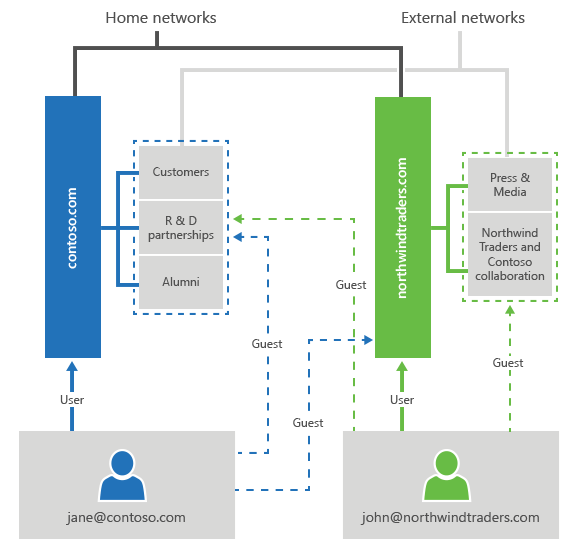 Home networks
External networks
contoso.com
Customers
R & D
partnerships
Alumni
northwindtraders.com
Press &
Media
Northwind
Traders and
Contoso
collaboration
Guest
Guest
Guest
Guest
User
User
jane@contoso.com
john@northwindtraders.com